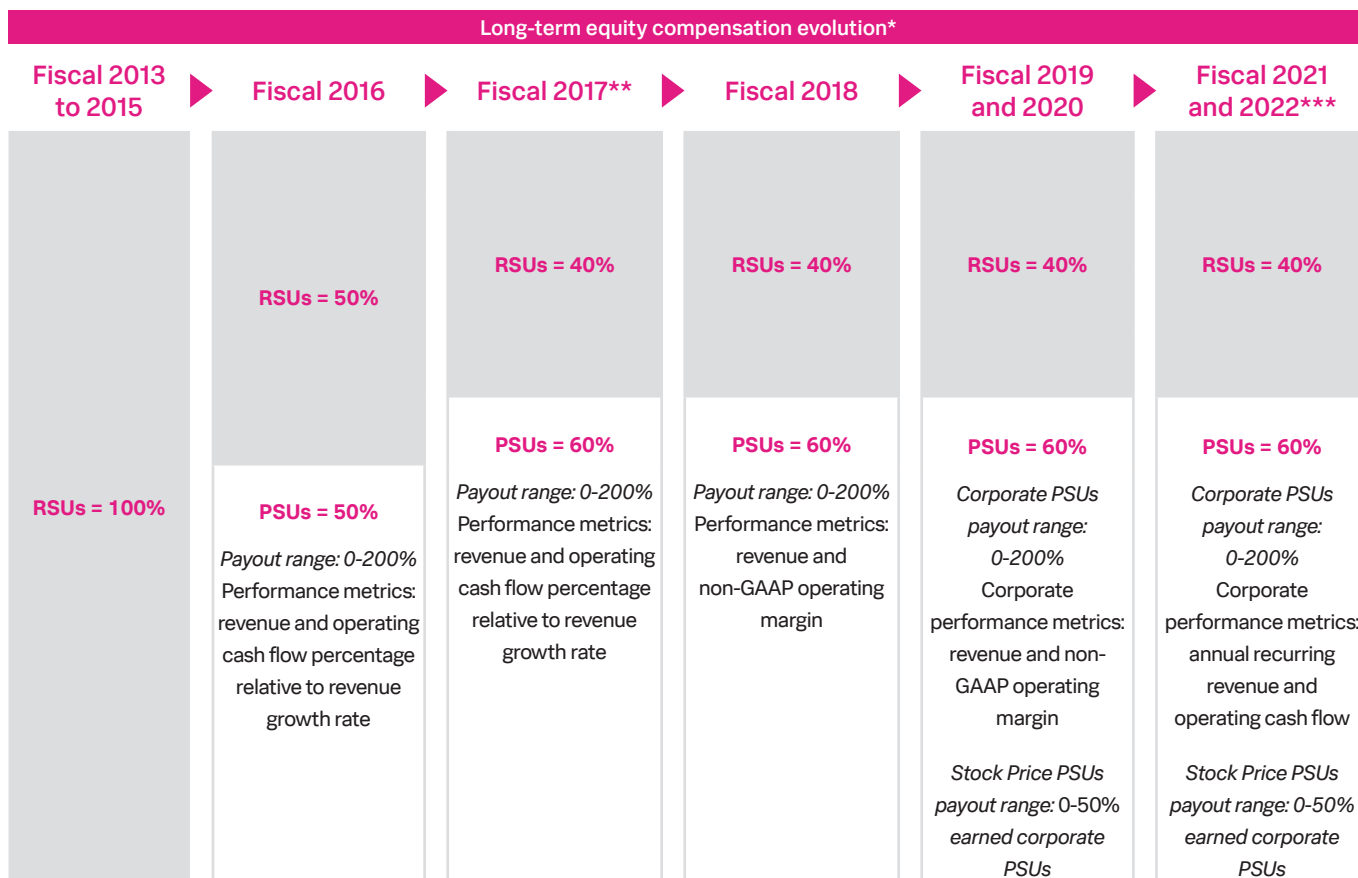 Long-term equity compensation evolution*
Fiscal 2013
to 2015
Fiscal 2016
Fiscal 2017**
Fiscal 2018
Fiscal 2019
and 2020
Fiscal 2021
and 2022***
RSUs = 100%
RSUs = 50%
PSUs = 50%
Payout range: 0-200%
Performance metrics:
revenue and operating
cash flow percentage
relative to revenue
growth rate
RSUs = 40%
PSUs = 60%
Payout range: 0-200%
Performance metrics:
revenue and operating
cash flow percentage
relative to revenue
growth rate
RSUs = 40%
PSUs = 60%
Payout range: 0-200%
Performance metrics:
revenue and
non-GAAP operating
margin
RSUs = 40%
PSUs = 60%
Corporate PSUs
payout range:
0-200%
Corporate
performance metrics:
revenue and non-
GAAP operating
margin
Stock Price PSUs
payout range: 0-50%
earned corporate
PSUs
RSUs = 40%
PSUs = 60%
Corporate PSUs
payout range:
0-200%
Corporate
performance metrics:
annual recurring
revenue and
operating cash flow
Stock Price PSUs
payout range: 0-50%
earned corporate
PSUs